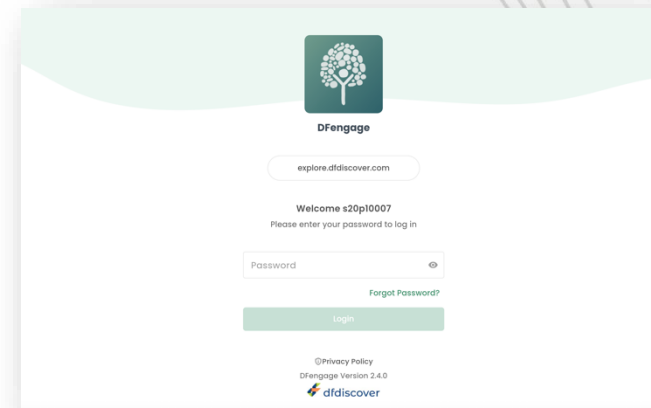 DFengage
explore.dfdiscover.com
Welcome s20p10007
Please enter your password to log in
Password
Forgot Password?
Login
Privacy Policy
DFengage Version 2.4.0
dfdiscover